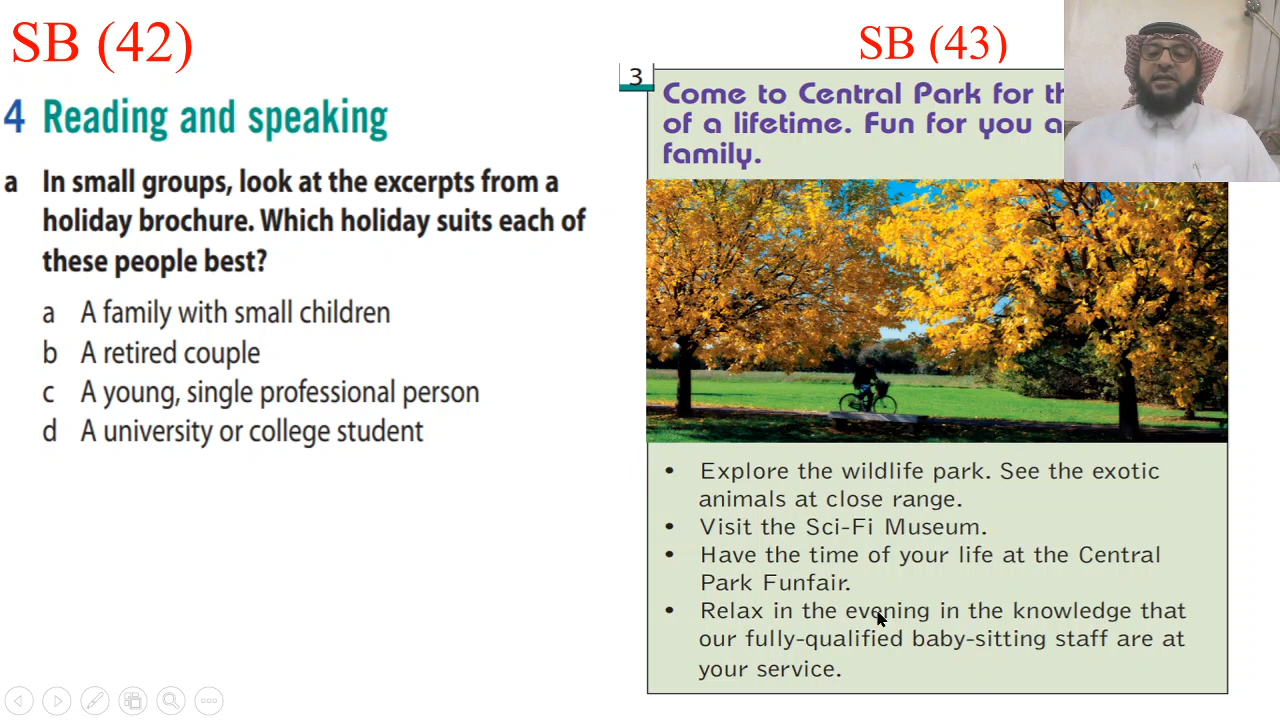 SB (42)
4 Reading and speaking
a In small groups, look at the excerpts from a
holiday brochure. Which holiday suits each of
these people best?
a A family with small children
b A retired couple
c A young, single professional person
d A university or college student
SB (43)
3
Come to Central Park for
of a lifetime. Fun for you
family.
• Explore the wildlife park. See the exotic
animals at close range.
• Visit the Sci-Fi Museum.
• Have the time of your life at the Central
Park Funfair.
• Relax in the evening in the knowledge that
our fully-qualified baby-sitting staff are at
your service.